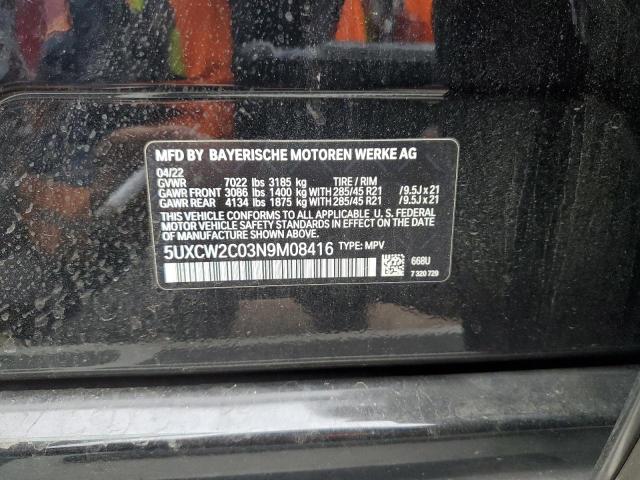 MFD BY BAYERISCHE MOTOREN WERKE AG
04/22
GVWR 7022 lbs 3185 kg TIRE / RIM
GAWR FRONT 3086 lbs 1400 kg WITH 285/45 R21 /9.5J x 21
GAWR REAR 4134 lbs 1875 kg WITH 285/45 R21 /9.5J x 21
THIS VEHICLE CONFORMS TO ALL APPLICABLE U. S. FEDERAL
MOTOR VEHICLE SAFETY STANDARDS IN EFFECT ON THE DATE OF
MANUFACTURE SHOWN ABOVE.
5UXCW2C03N9M08416 TYPE: MPV
668U
7 320 729